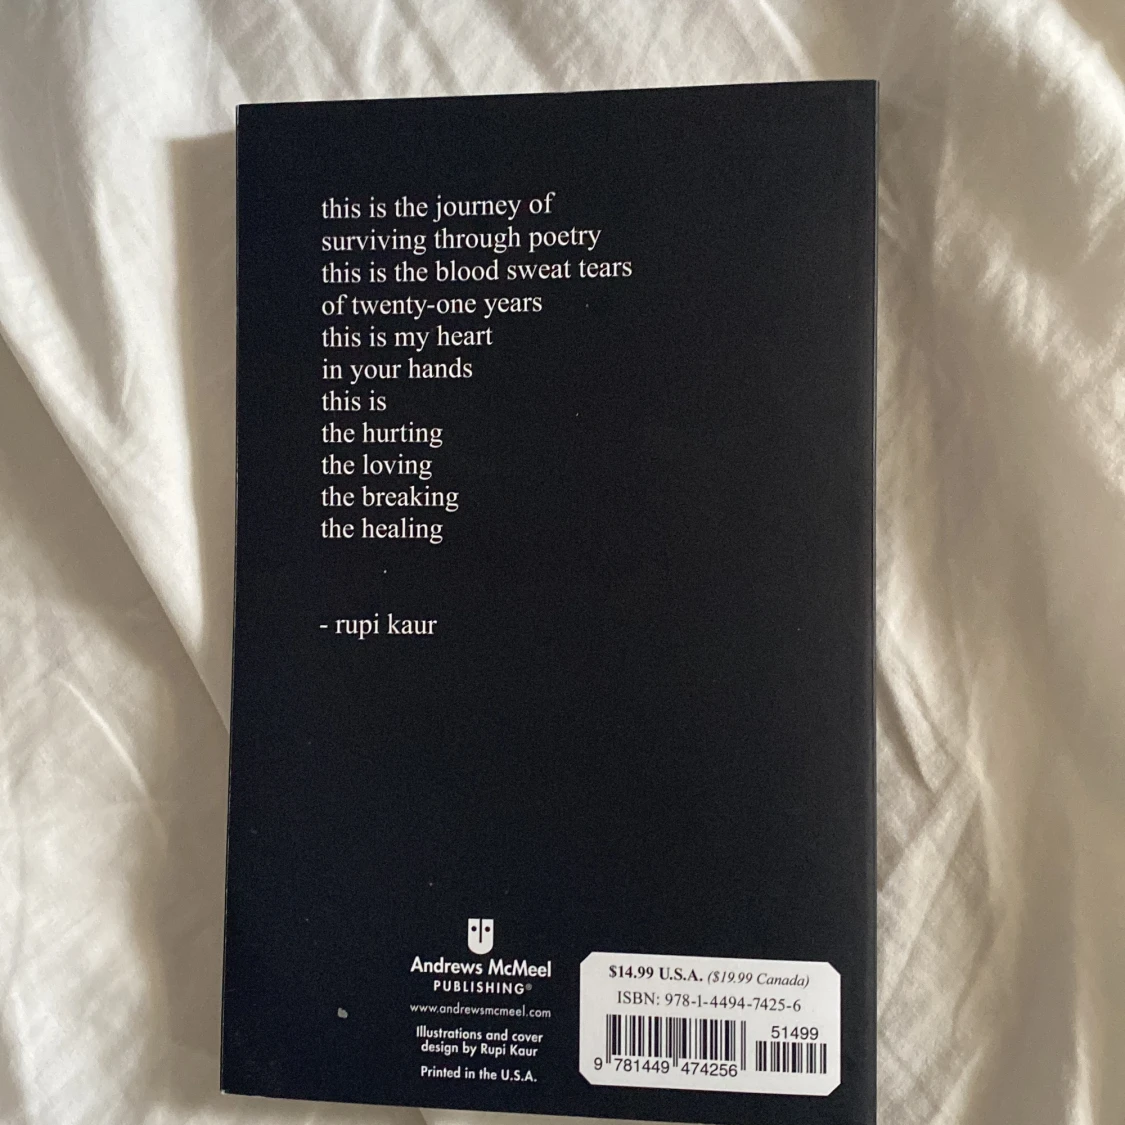 this is the journey of
surviving through poetry
this is the blood sweat tears
of twenty-one years
this is my heart
in your hands
this is
the hurting
the loving
the breaking
the healing
- rupi kaur
Andrews McMeel
PUBLISHING®
www.andrewsmcmeel.com
Illustrations and cover
design by Rupi Kaur
Printed in the U.S.A.
$14.99 U.S.A. ($19.99 Canada)
ISBN: 978-1-4494-7425-6
51499
9 781449 474256